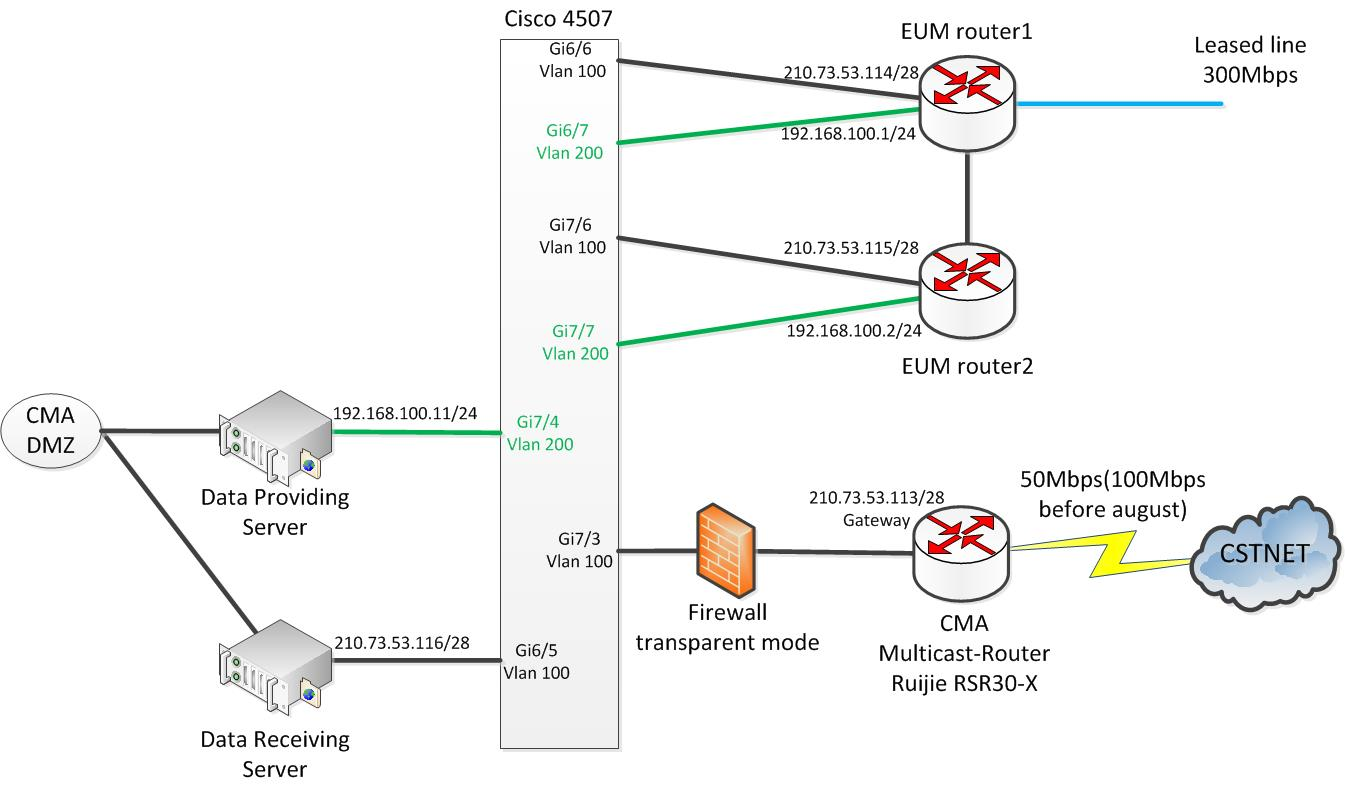 Cisco 4507
EUM router1
Leased line
300Mbps
Gi6/6
Vlan 100
210.73.53.114/28
Gi6/7
Vlan 200
192.168.100.1/24
Gi7/6
Vlan 100
210.73.53.115/28
Gi7/7
Vlan 200
192.168.100.2/24
EUM router2
CMA
DMZ
192.168.100.11/24
Gi7/4
Vlan 200
Data Providing
Server
50Mbps(100Mbps
before august)
210.73.53.113/28
Gateway
Gi7/3
Vlan 100
CSTNET
Firewall
transparent mode
CMA
Multicast-Router
Ruijie RSR30-X
210.73.53.116/28
Gi6/5
Vlan 100
Data Receiving
Server